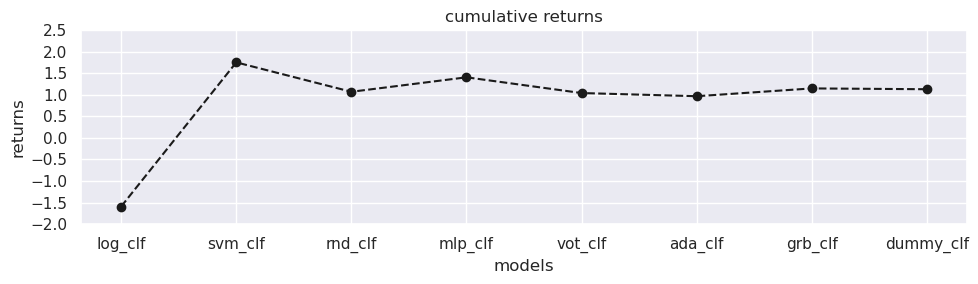 cumulative returns
returns
2.5
2.0
1.5
1.0
0.5
0.0
−0.5
−1.0
−1.5
−2.0
log_clf svm_clf rnd_clf mlp_clf vot_clf ada_clf grb_clf dummy_clf
models